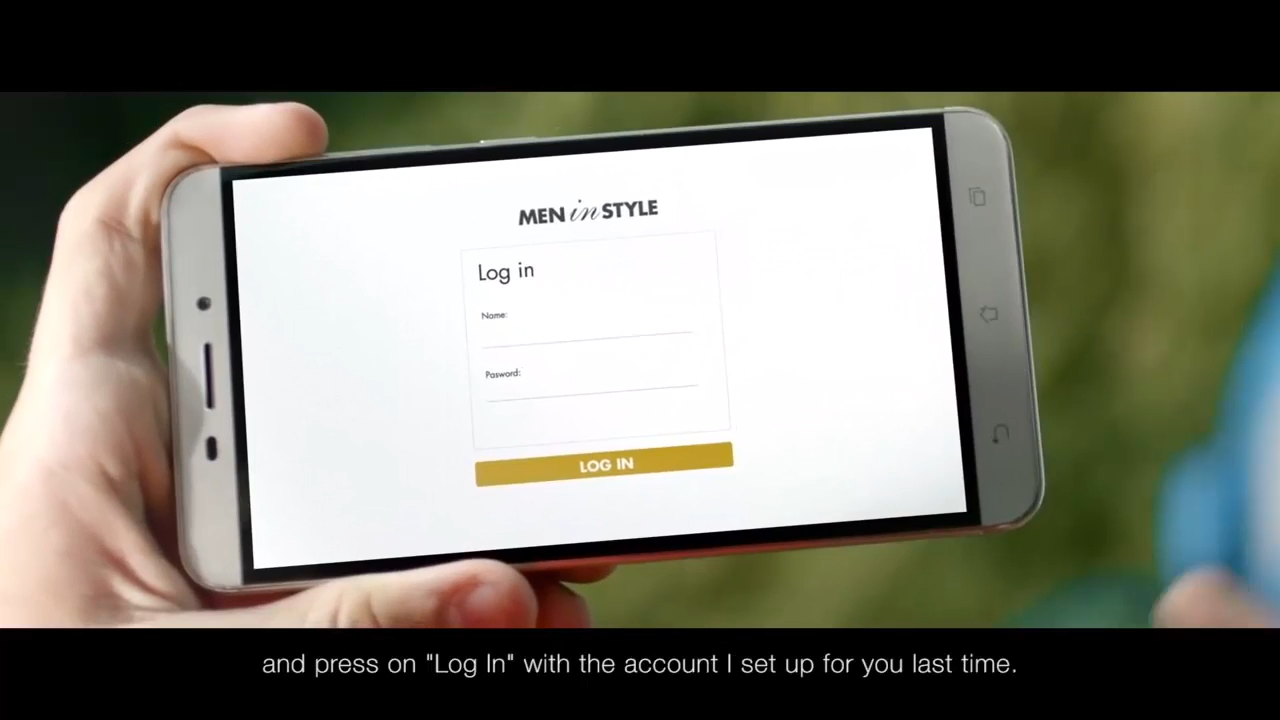 MEN in STYLE
Log in
Name:
Pasword:
LOG IN
and press on "Log In" with the account I set up for you last time.